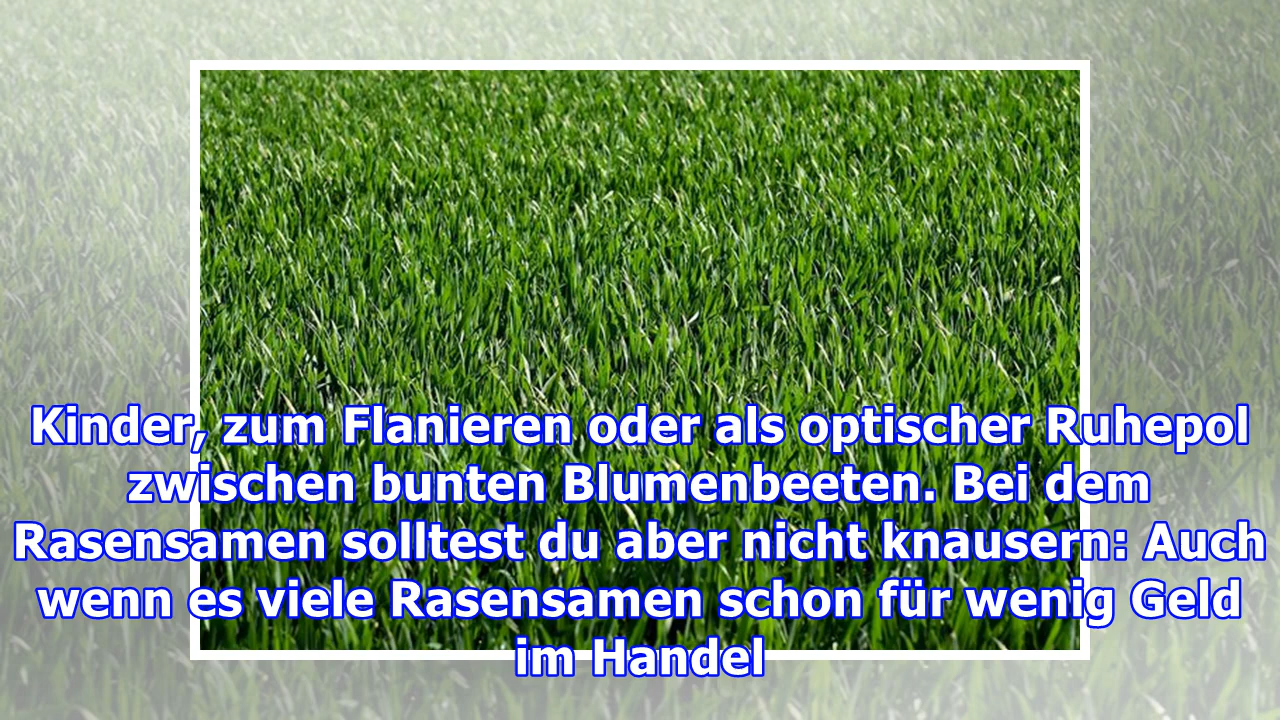 Kinder, zum Flanieren oder als optischer Ruhepol
zwischen bunten Blumenbeeten. Bei dem
Rasensamen solltest du aber nicht knausern: Auch
wenn es viele Rasensamen schon für wenig Geld
im Handel